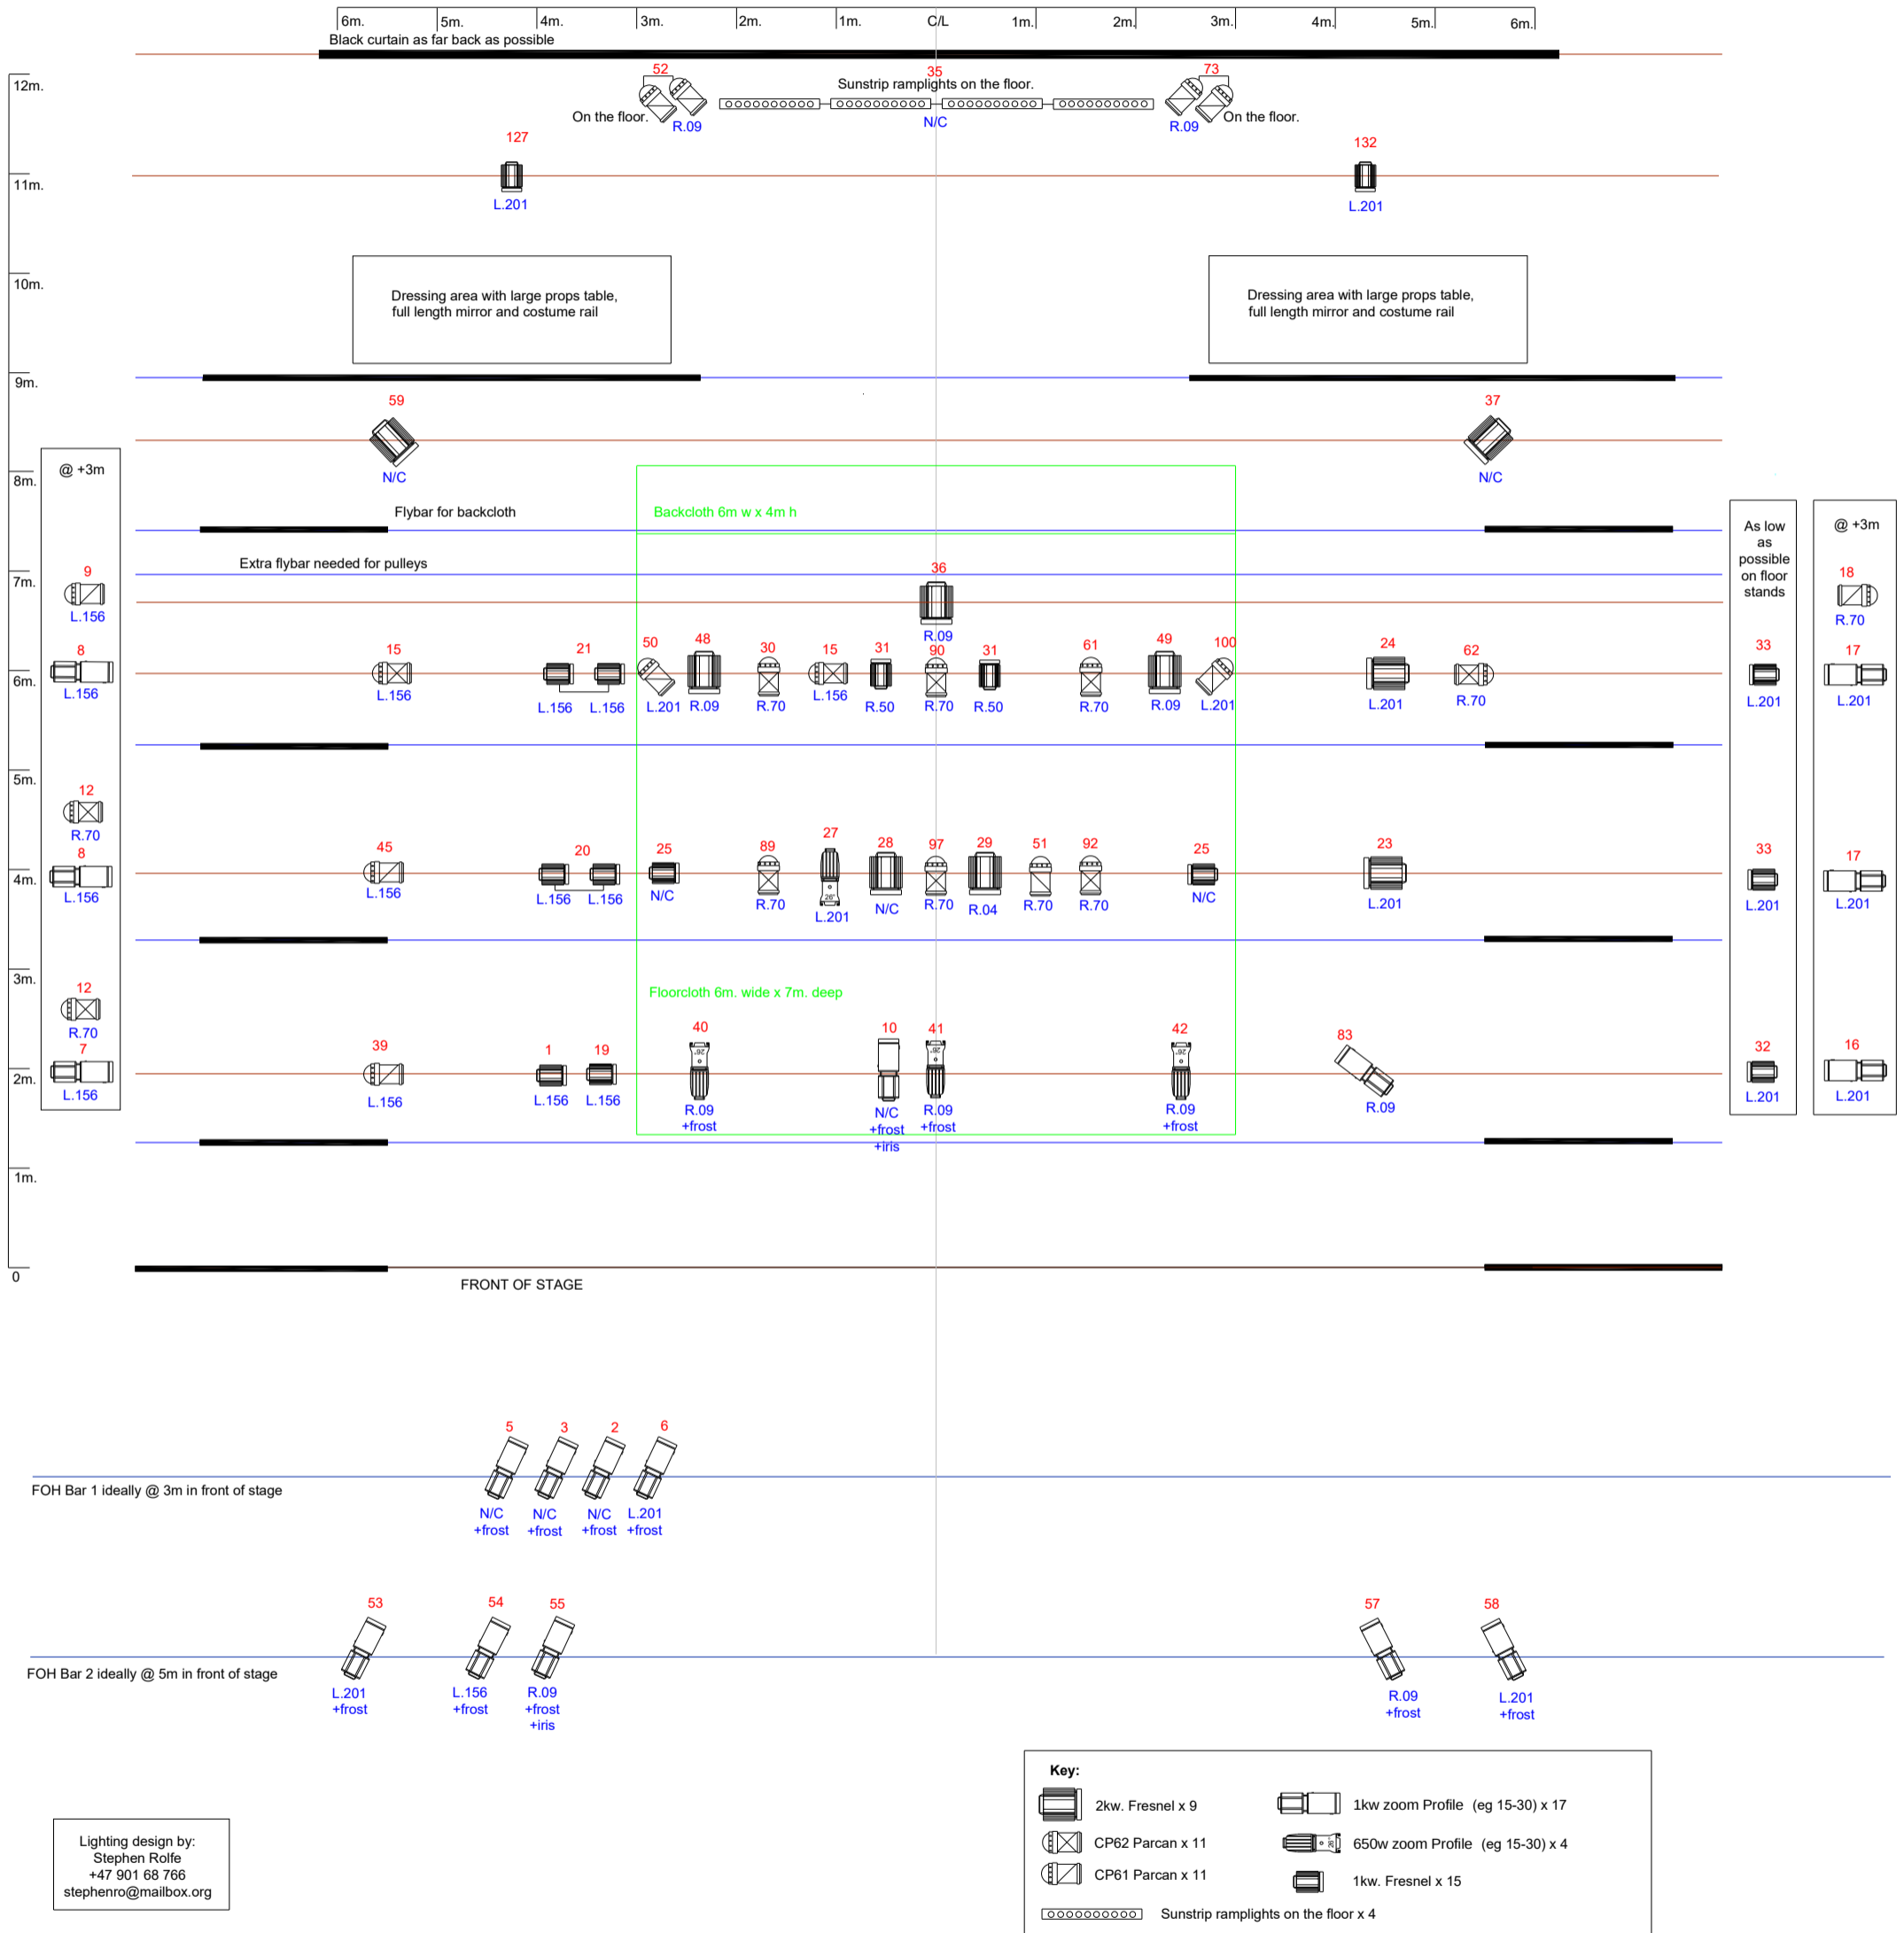 6m. 5m. 4m. 3m. 2m. 1m. C/L 1m. 2m. 3m. 4m. 5m. 6m.
Black curtain as far back as possible
12m.
52 35 73
Sunstrip ramplights on the floor.
On the floor. R.09 N/C R.09 On the floor.
127 132
11m.
L.201 L.201
10m.
Dressing area with large props table,
full length mirror and costume rail
Dressing area with large props table,
full length mirror and costume rail
9m.
59 37
N/C N/C
8m.
@ +3m
Flybar for backcloth
Backcloth 6m w x 4m h
As low
as
possible
on floor
stands
@ +3m
Extra flybar needed for pulleys
7m.
9 36 18
L.156 R.09 R.70
8 15 21 50 48 30 15 31 90 31 61 49 100 24 62 33 17
6m.
L.156 L.156 L.156 L.156 L.201 R.09 R.70 L.156 R.50 R.70 R.50 R.70 R.09 L.201 L.201 R.70 L.201 L.201
5m.
12
R.70
8 45 20 25 89 27 28 97 29 51 92 25 23 33 17
4m.
L.156 L.156 L.156 L.156 N/C R.70 26° L.201 N/C R.70 R.04 R.70 R.70 N/C L.201 L.201 L.201
3m.
12
R.70
Floorcloth 6m. wide x 7m. deep
7 39 1 19 40 10 41 42 83 32 16
26° 26° 26°
2m.
L.156 L.156 L.156 L.156 R.09 N/C R.09 R.09 R.09 L.201 L.201
+frost +frost +frost +frost
+iris
1m.
0
FRONT OF STAGE
5 3 2 6
FOH Bar 1 ideally @ 3m in front of stage
N/C N/C N/C L.201
+frost +frost +frost +frost
53 54 55 57 58
FOH Bar 2 ideally @ 5m in front of stage
L.201 L.156 R.09 R.09 L.201
+frost +frost +frost +frost +frost
+iris
Key:
2kw. Fresnel x 9
1kw zoom Profile (eg 15-30) x 17
CP62 Parcan x 11
26° 650w zoom Profile (eg 15-30) x 4
CP61 Parcan x 11
1kw. Fresnel x 15
Sunstrip ramplights on the floor x 4
Lighting design by:
Stephen Rolfe
+47 901 68 766
stephenro@mailbox.org